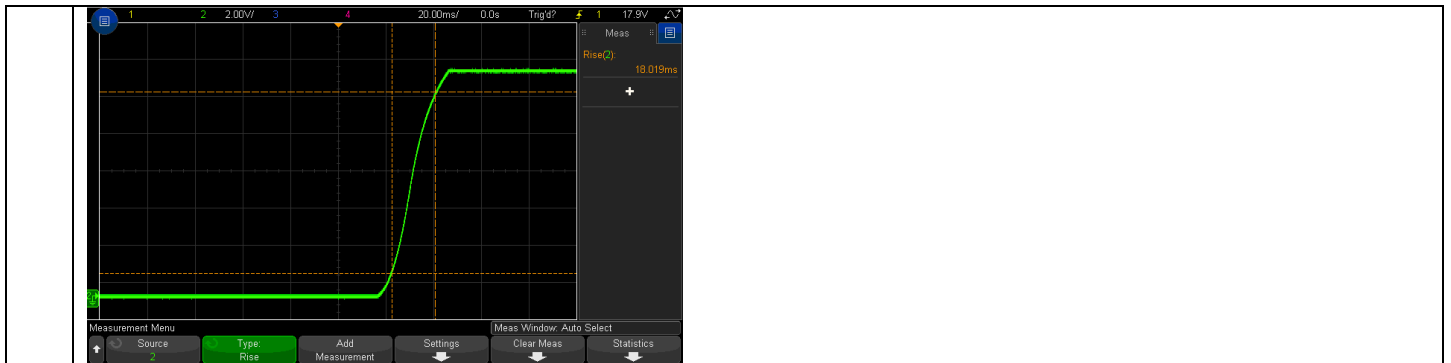 1 2 2.00V/ 3 4 20.00ms/ 0.0s Trig'd? 1 17.9V
Meas
Rise(2):
18.019ms
+
2
Measurement Menu
Meas Window: Auto Select
Source
2
Type:
Rise
Add
Measurement
Settings
Clear Meas
Statistics